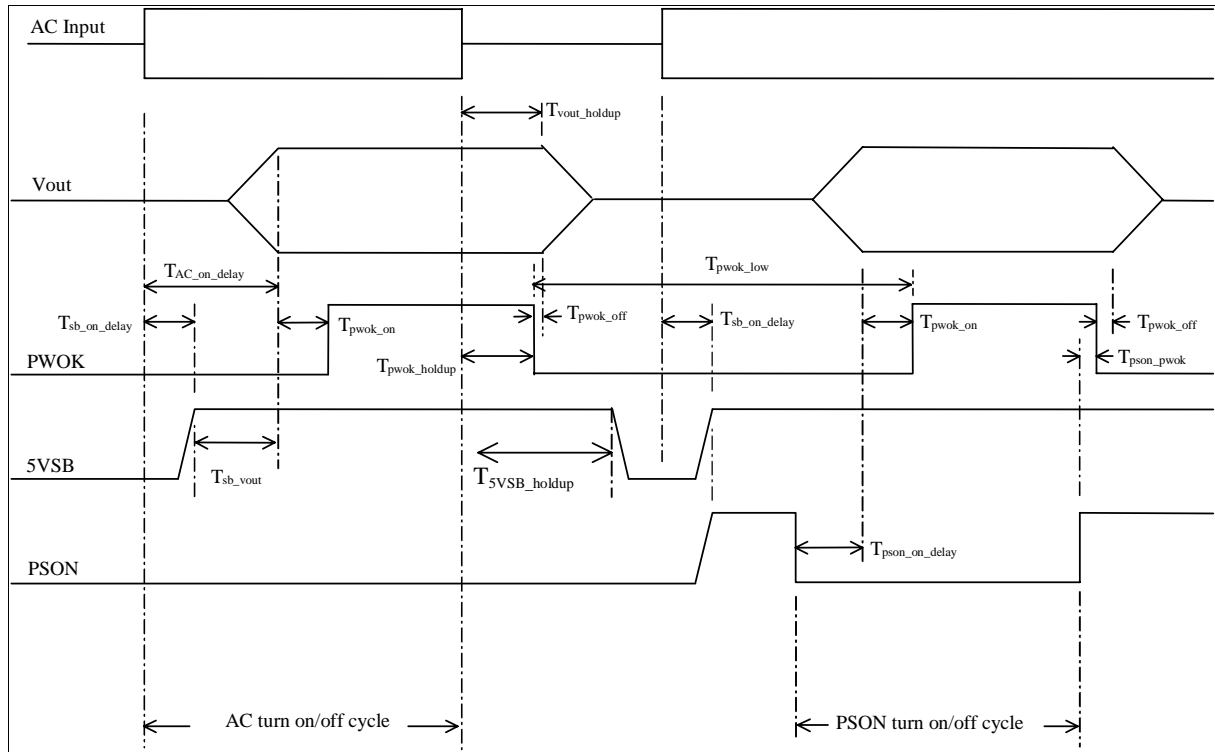 AC Input
T_vout_holdup
Vout
T_AC_on_delay
T_pwok_low
T_sb_on_delay
T_pwok_on
T_pwok_off
T_sb_on_delay
T_pwok_on
T_pwok_off
T_pwok_holdup
T_pson_pwok
PWOK
5VSB
T_sb_vout
T_5VSB_holdup
T_pson_on_delay
PSON
AC turn on/off cycle
PSON turn on/off cycle